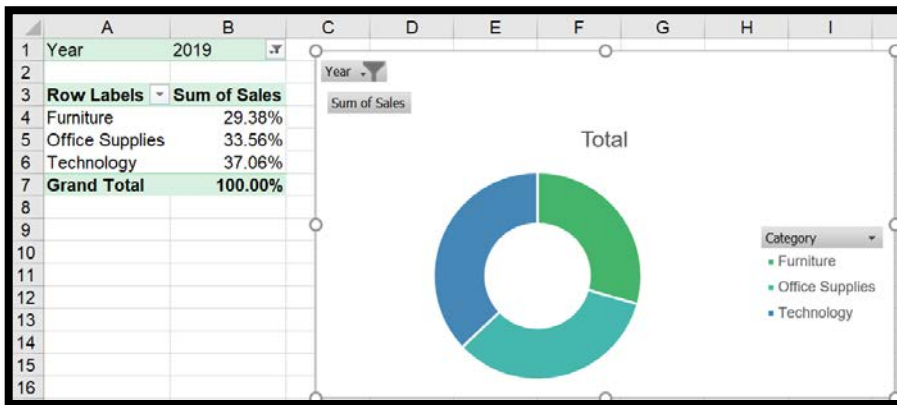 A B C D E F G H I
1 Year 2019
2
3 Row Labels Sum of Sales
4 Furniture 29.38%
5 Office Supplies 33.56%
6 Technology 37.06%
7 Grand Total 100.00%
8
9
10
11
12
13
14
15
16
Year
Sum of Sales
Total
Category
Furniture
Office Supplies
Technology